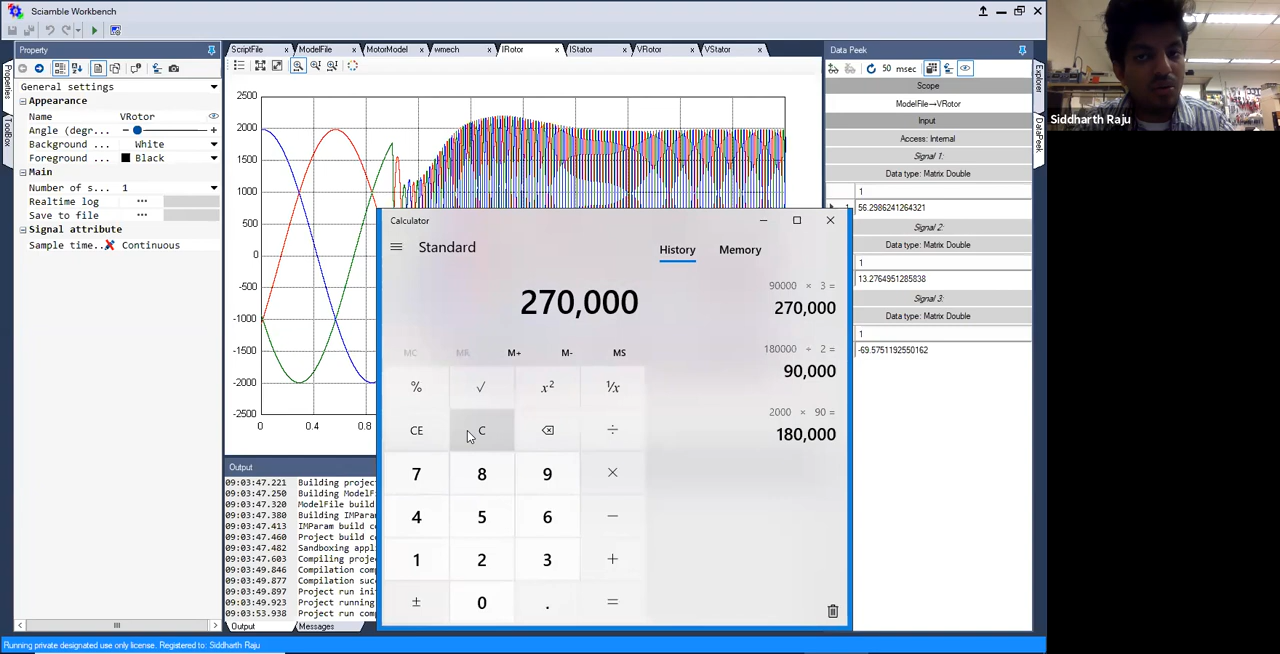 Sciamble Workbench
Property
General settings
Appearance
Name VRotor
Angle (degr...
Background ... White
Foreground ... Black
Main
Number of s... 1
Realtime log ...
Save to file ...
Signal attribute
Sample time... Continuous
Properties
ToolBox
ScriptFile
ModelFile
MotorModel
wmech
IRotor
IStator
VRotor
VStator
2500
2000
1500
1000
500
0
-500
-1000
-1500
-2000
-2500
0 0.4 0.8
Output
09:03:47.221 Building projec
09:03:47.250 Building ModelF
09:03:47.320 ModelFile build
09:03:47.380 Building IMParam
09:03:47.413 IMParam build c
09:03:47.460 Project build c
09:03:47.482 Sandboxing appl
09:03:47.603 Compiling proje
09:03:49.846 Compilation com
09:03:49.877 Compilation suc
09:03:49.897 Project run ini
09:03:49.923 Project running
09:03:53.938 Project run com
Output Messages
Running private designated use only license. Registered to: Siddharth Raju
Calculator
Standard
History Memory
270,000
90000 × 3 =
270,000
180000 ÷ 2 =
90,000
2000 × 90 =
180,000
MC MR M+ M- MS
% √ x² ¹/x
CE C ÷
7 8 9 ×
4 5 6 −
1 2 3 +
± 0 . =
Data Peek
50 msec
Scope
ModelFile→VRotor
Input
Access: Internal
Signal 1:
Data type: Matrix Double
1
1 56.2986241264321
Signal 2:
Data type: Matrix Double
1
13.2764951285838
Signal 3:
Data type: Matrix Double
1
-69.5751192550162
Explorer
DataPeek
Siddharth Raju